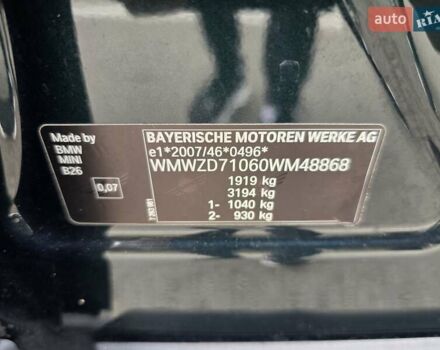 auto RIA
Made by
BMW
MINI
B26
0,07
BAYERISCHE MOTOREN WERKE AG
e1*2007/46*0496*
WMWZD71060WM48868
1919 kg
3194 kg
1- 1040 kg
2- 930 kg